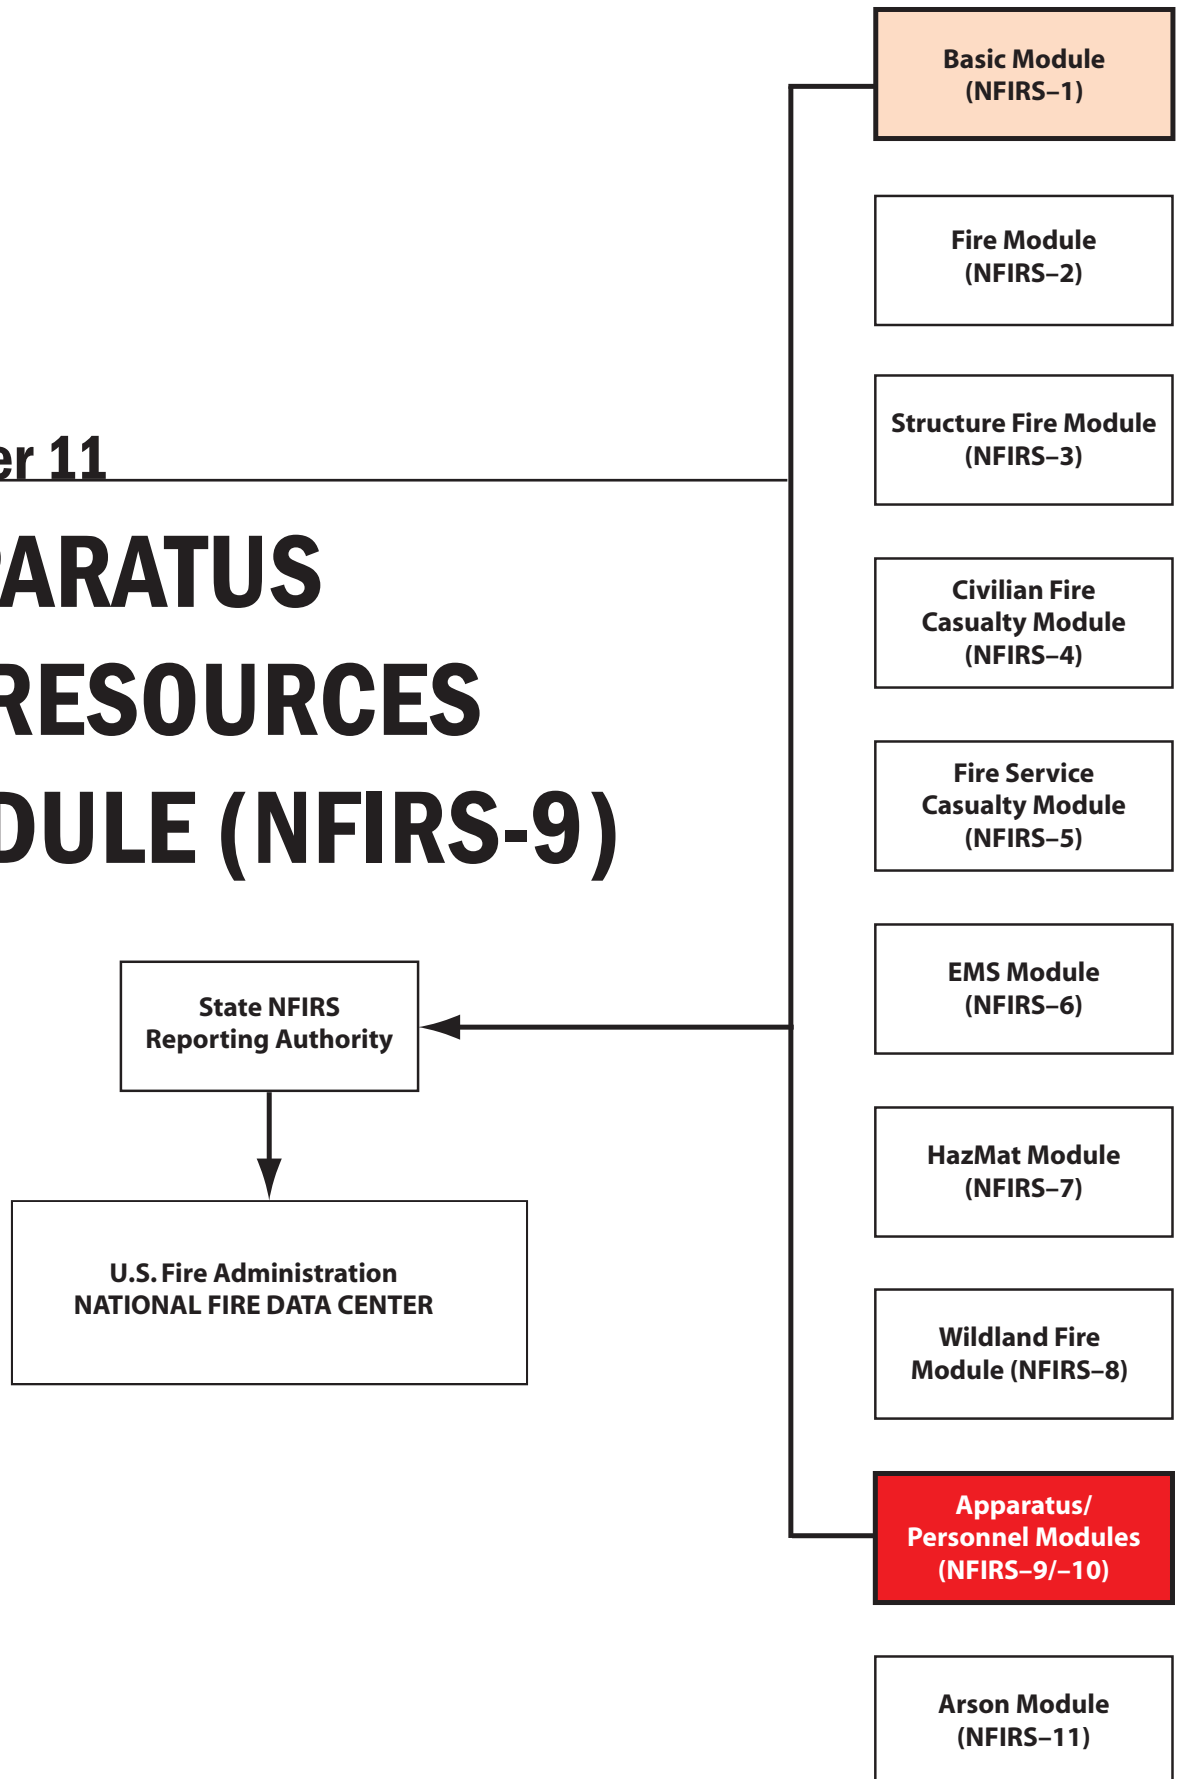 er 11
PARATUS
RESOURCES
DULE (NFIRS-9)
State NFIRS
Reporting Authority
U.S. Fire Administration
NATIONAL FIRE DATA CENTER
Basic Module
(NFIRS–1)
Fire Module
(NFIRS–2)
Structure Fire Module
(NFIRS–3)
Civilian Fire
Casualty Module
(NFIRS–4)
Fire Service
Casualty Module
(NFIRS–5)
EMS Module
(NFIRS–6)
HazMat Module
(NFIRS–7)
Wildland Fire
Module (NFIRS–8)
Apparatus/
Personnel Modules
(NFIRS–9/–10)
Arson Module
(NFIRS–11)